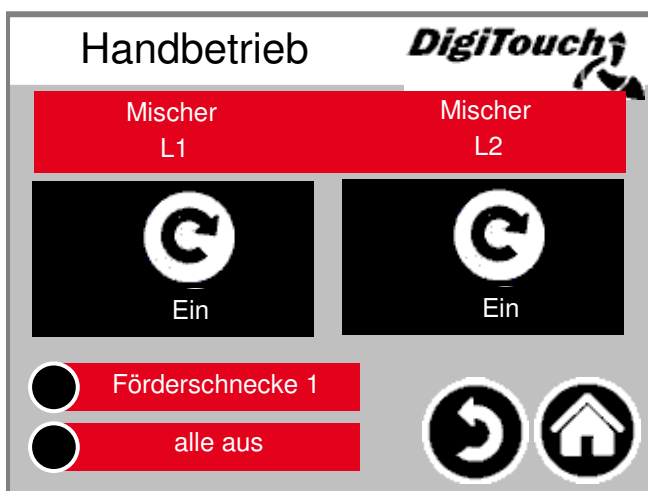 Handbetrieb
DigiTouch
Mischer
L1
Mischer
L2
Ein
Ein
Förderschnecke 1
alle aus